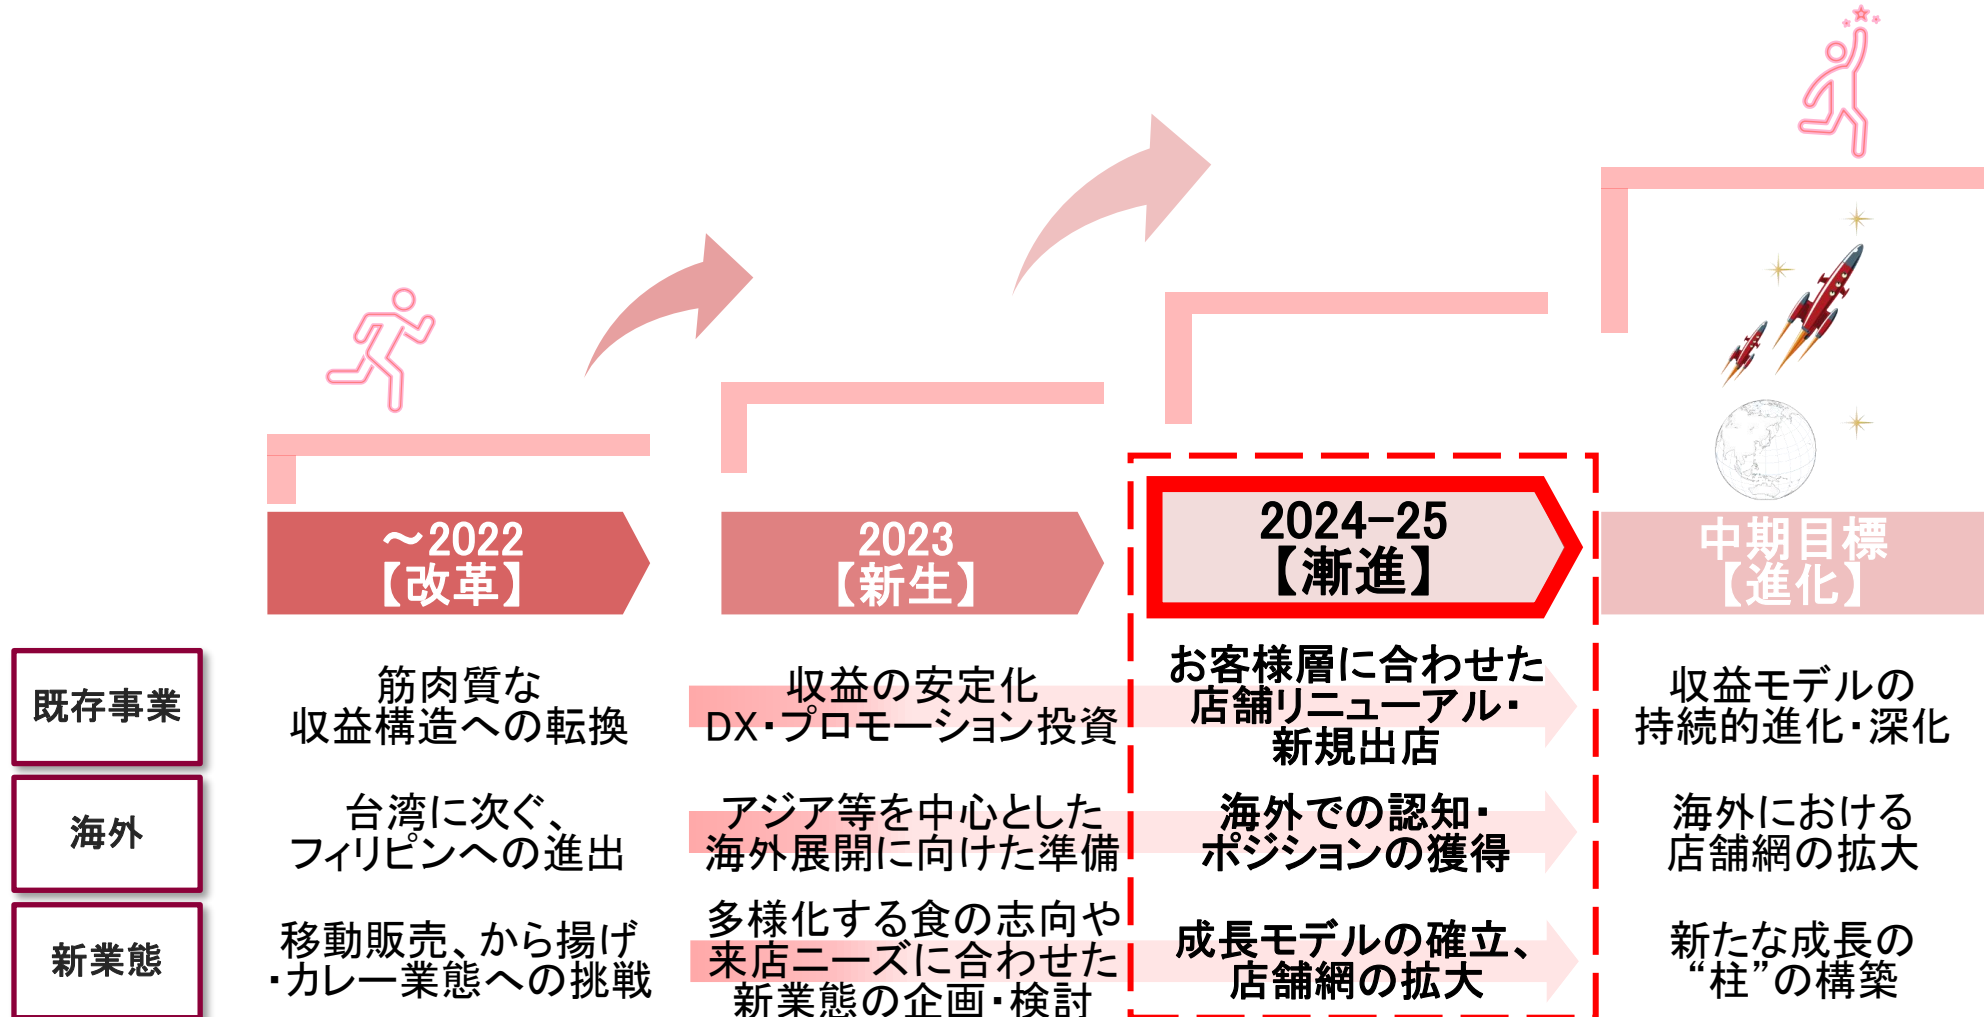 ~2022
【改革】
2023
【新生】
2024-25
【漸進】
中期目標
【進化】
既存事業
筋肉質な
収益構造への転換
収益の安定化
DX・プロモーション投資
お客様層に合わせた
店舗リニューアル・
新規出店
収益モデルの
持続的進化・深化
海外
台湾に次ぐ、
フィリピンへの進出
アジア等を中心とした
海外展開に向けた準備
海外での認知・
ポジションの獲得
海外における
店舗網の拡大
新業態
移動販売、から揚げ
・カレー業態への挑戦
多様化する食の志向や
来店ニーズに合わせた
新業態の企画・検討
成長モデルの確立、
店舗網の拡大
新たな成長の
“柱”の構築